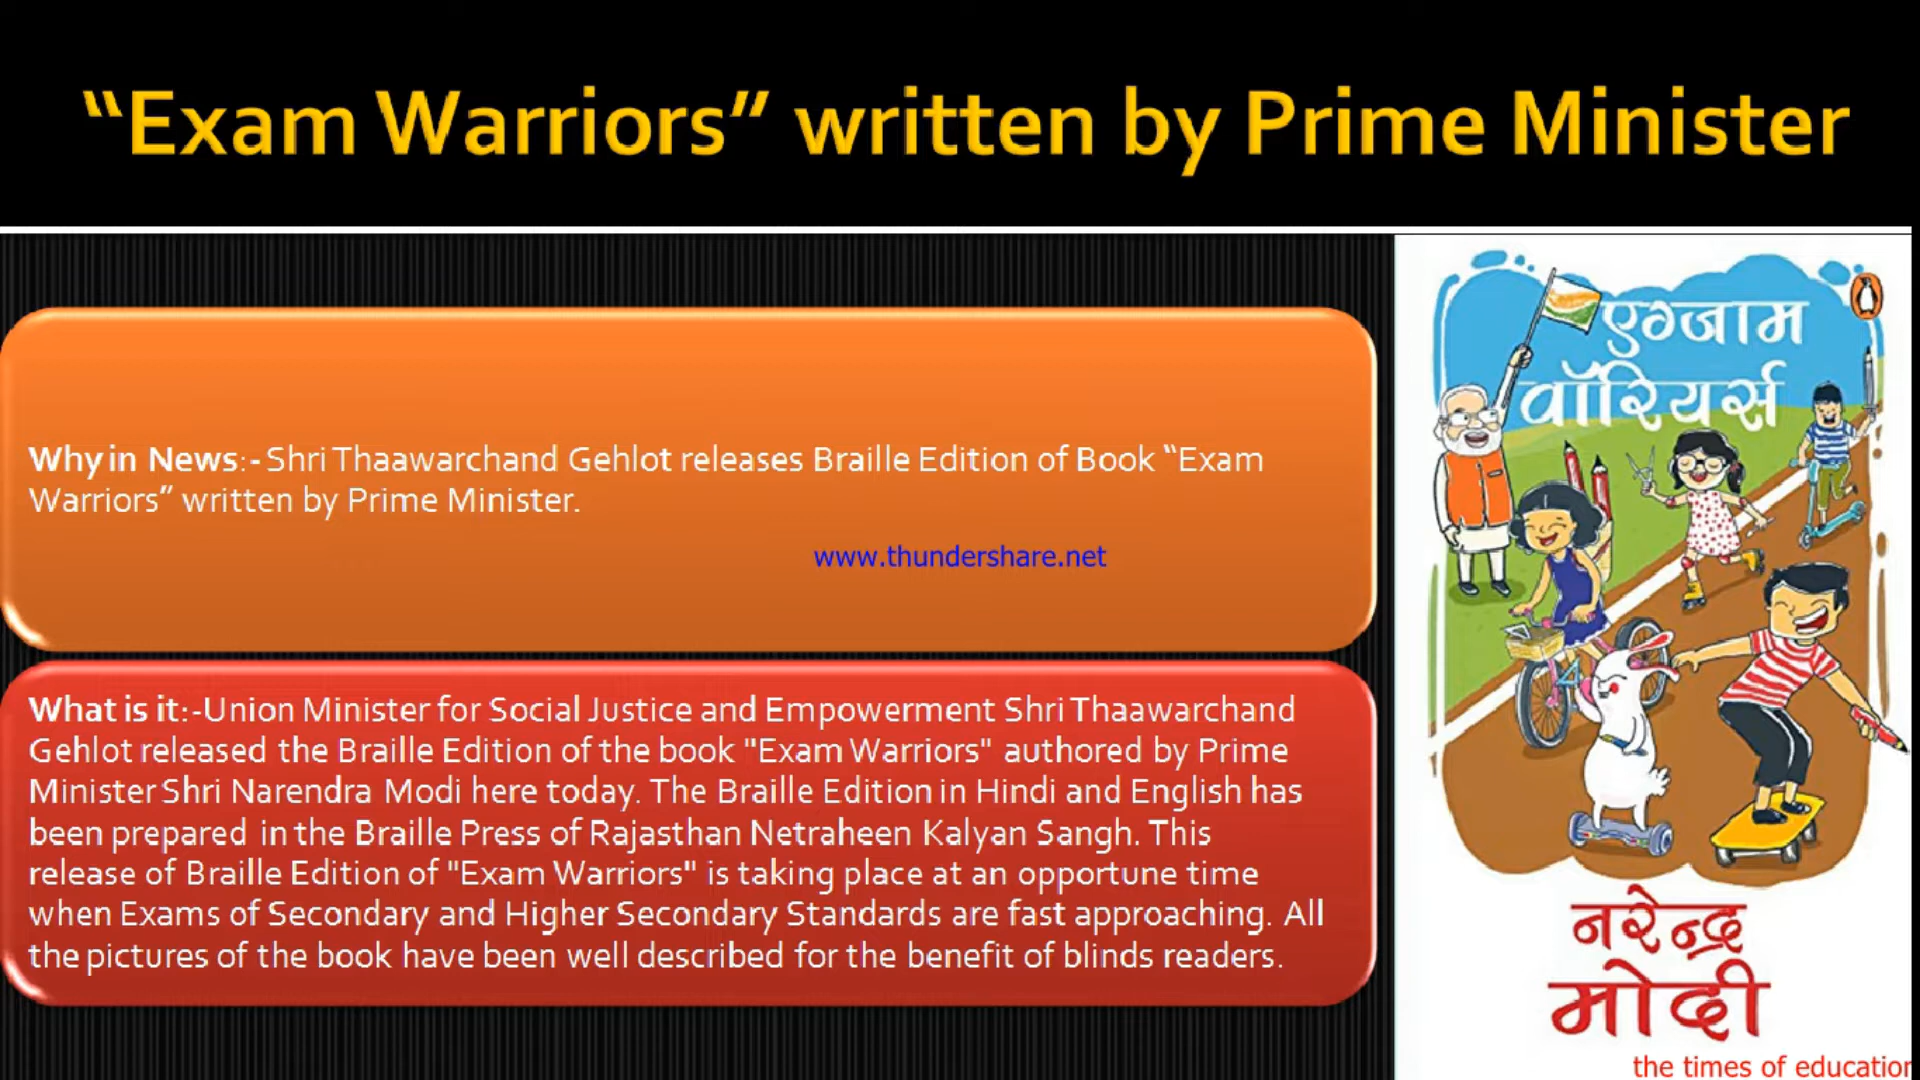 “Exam Warriors” written by Prime Minister
Why in News:- Shri Thaawarchand Gehlot releases Braille Edition of Book “Exam
Warriors” written by Prime Minister.
www.thundershare.net
What is it:-Union Minister for Social Justice and Empowerment Shri Thaawarchand
Gehlot released the Braille Edition of the book "Exam Warriors" authored by Prime
Minister Shri Narendra Modi here today. The Braille Edition in Hindi and English has
been prepared in the Braille Press of Rajasthan Netraheen Kalyan Sangh. This
release of Braille Edition of "Exam Warriors" is taking place at an opportune time
when Exams of Secondary and Higher Secondary Standards are fast approaching. All
the pictures of the book have been well described for the benefit of blinds readers.
एग्जाम
वॉरियर्स
नरेन्द्र
मोदी
the times of education